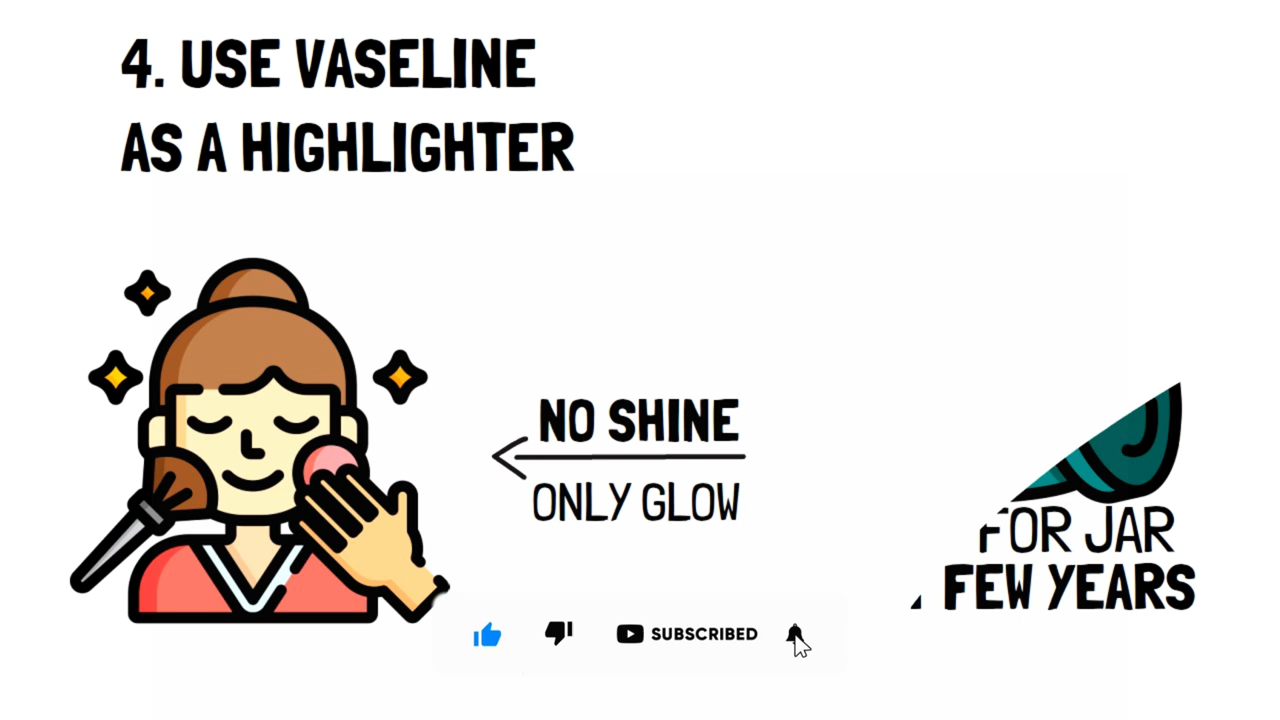 4. USE VASELINE
AS A HIGHLIGHTER
NO SHINE
ONLY GLOW
FOR JAR
FEW YEARS
SUBSCRIBED